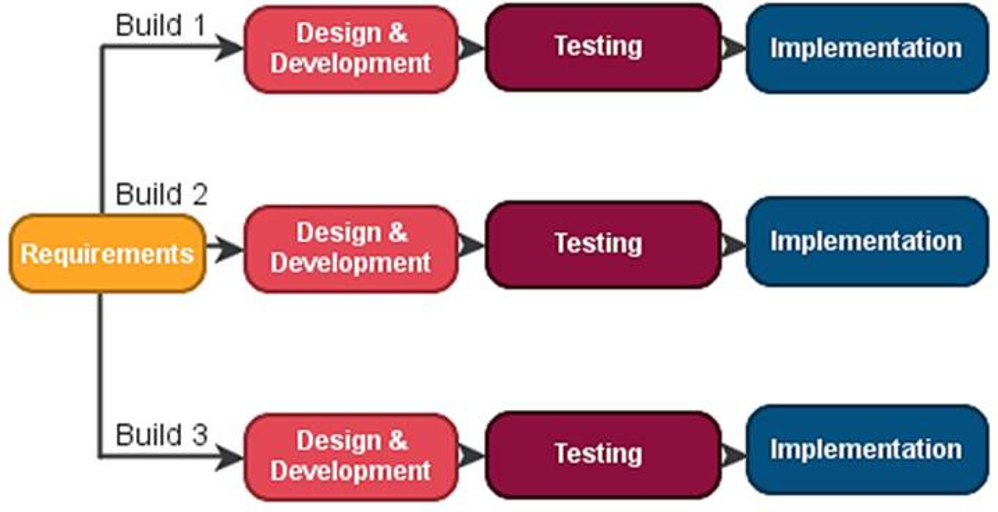 Build 1
Design &
Development
Testing
Implementation
Build 2
Requirements
Design &
Development
Testing
Implementation
Build 3
Design &
Development
Testing
Implementation